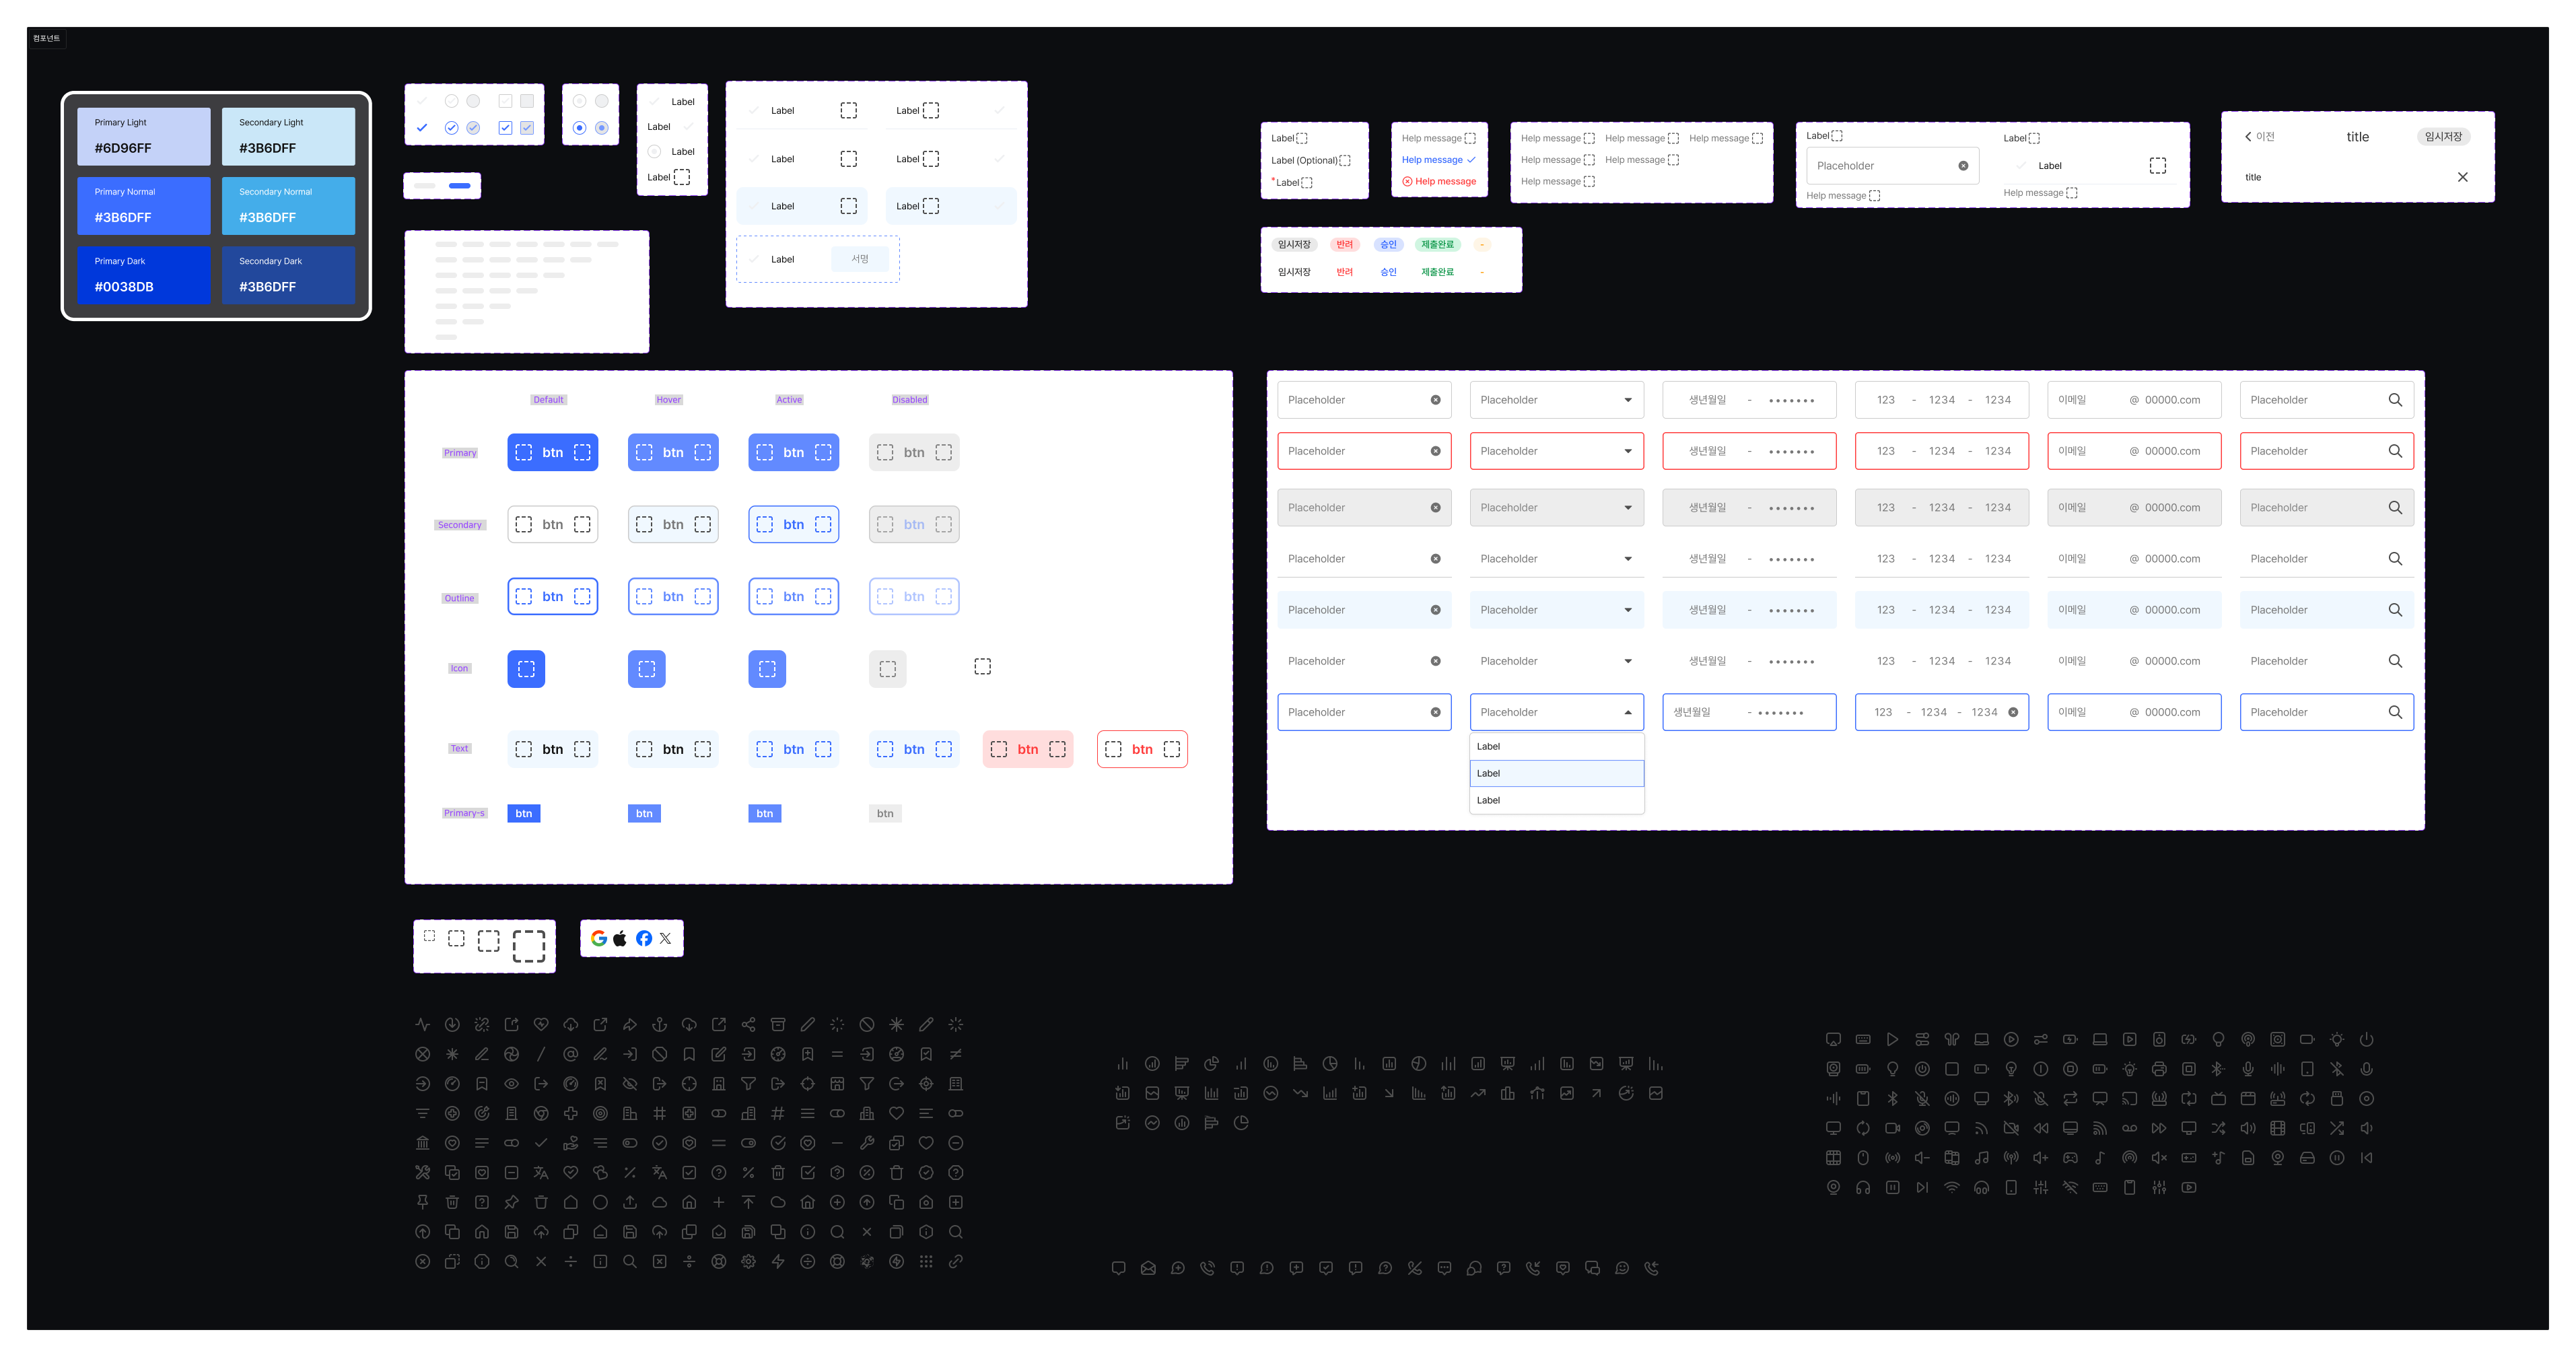 컴포넌트
Primary Light
#6D96FF
Secondary Light
#3B6DFF
Primary Normal
#3B6DFF
Secondary Normal
#3B6DFF
Primary Dark
#0038DB
Secondary Dark
#3B6DFF
Label
Label
Label
Label
Label
Label
Label
Label
Label
Label
Label
서명
Label
Label (Optional)
*Label
Help message
Help message
Help message
Help message Help message Help message
Help message Help message
Help message
Label
Placeholder
Help message
Label
Label
Help message
이전 title 임시저장
title
임시저장 반려 승인 제출완료 -
임시저장 반려 승인 제출완료 -
Default Hover Active Disabled
Primary btn btn btn btn
Secondary btn btn btn btn
Outline btn btn btn btn
Icon
Text btn btn btn btn btn btn
Primary-s btn btn btn btn
Placeholder Placeholder 생년월일 - ••••••• 123 - 1234 - 1234 이메일 @ 00000.com Placeholder
Placeholder Placeholder 생년월일 - ••••••• 123 - 1234 - 1234 이메일 @ 00000.com Placeholder
Placeholder Placeholder 생년월일 - ••••••• 123 - 1234 - 1234 이메일 @ 00000.com Placeholder
Placeholder Placeholder 생년월일 - ••••••• 123 - 1234 - 1234 이메일 @ 00000.com Placeholder
Placeholder Placeholder 생년월일 - ••••••• 123 - 1234 - 1234 이메일 @ 00000.com Placeholder
Placeholder Placeholder 생년월일 - ••••••• 123 - 1234 - 1234 이메일 @ 00000.com Placeholder
Placeholder Placeholder 생년월일 - ••••••• 123 - 1234 - 1234 이메일 @ 00000.com Placeholder
Label
Label
Label